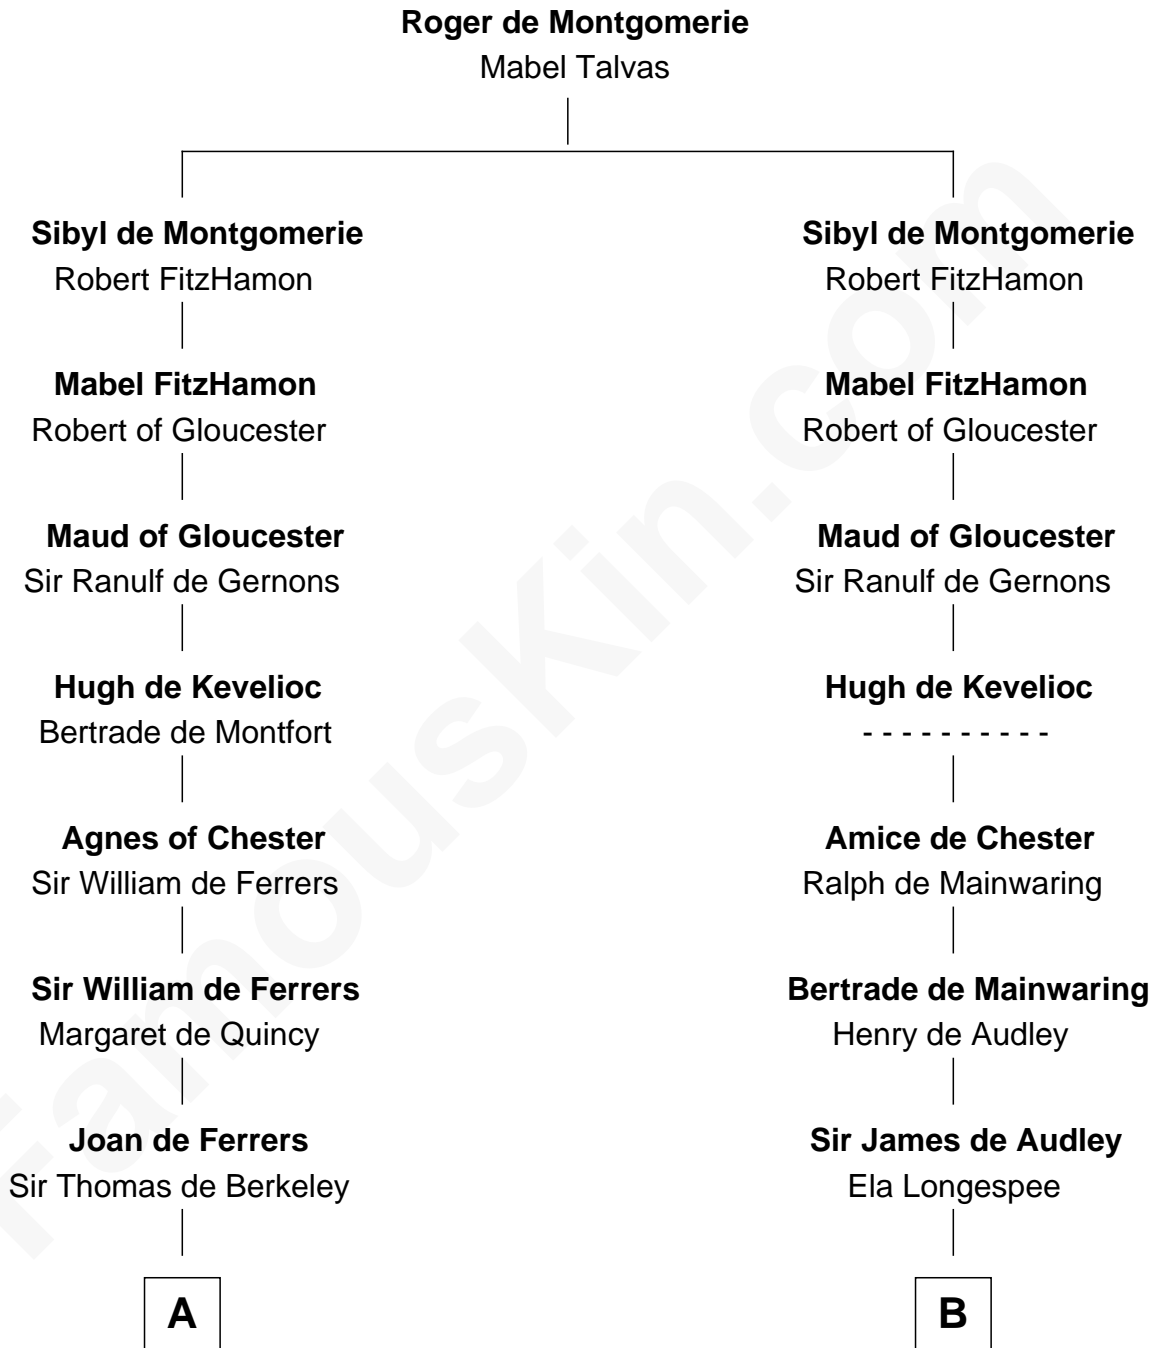 Roger de Montgomerie
Mabel Talvas
Sibyl de Montgomerie
Robert FitzHamon
Mabel FitzHamon
Robert of Gloucester
Maud of Gloucester
Sir Ranulf de Gernons
Hugh de Kevelioc
Bertrade de Montfort
Agnes of Chester
Sir William de Ferrers
Sir William de Ferrers
Margaret de Quincy
Joan de Ferrers
Sir Thomas de Berkeley
A
Sibyl de Montgomerie
Robert FitzHamon
Mabel FitzHamon
Robert of Gloucester
Maud of Gloucester
Sir Ranulf de Gernons
Hugh de Kevelioc
- - - - - - - - - -
Amice de Chester
Ralph de Mainwaring
Bertrade de Mainwaring
Henry de Audley
Sir James de Audley
Ela Longespee
B
FamousKin.com